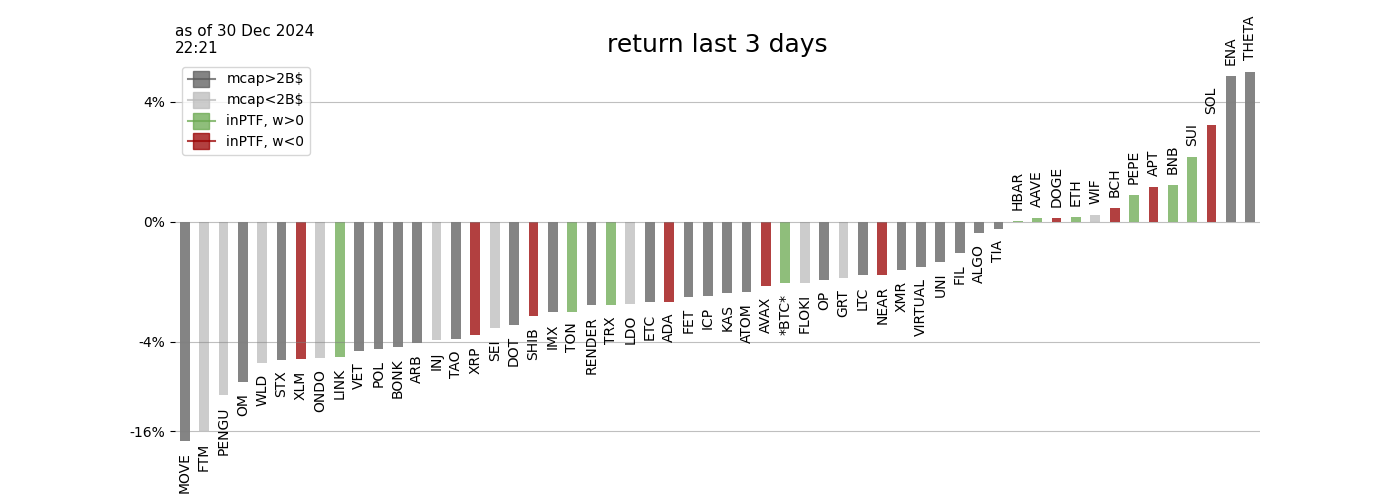 as of 30 Dec 2024
22:21
return last 3 days
mcap>2B$
mcap<2B$
inPTF, w>0
inPTF, w<0
4%
0%
-4%
-16%
MOVE
FTM
PENGU
OM
WLD
STX
XLM
ONDO
LINK
VET
POL
BONK
ARB
INJ
TAO
XRP
SEI
DOT
SHIB
IMX
TON
RENDER
TRX
LDO
ETC
ADA
FET
ICP
KAS
ATOM
AVAX
*BTC*
FLOKI
OP
GRT
LTC
NEAR
XMR
VIRTUAL
UNI
FIL
ALGO
TIA
HBAR
AAVE
DOGE
ETH
WIF
BCH
PEPE
APT
BNB
SUI
SOL
ENA
THETA